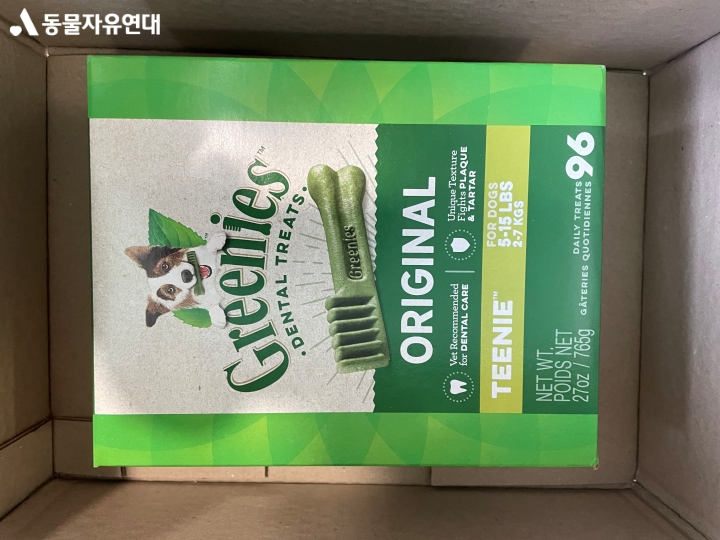 동물자유연대
Greenies™
·DENTAL TREATS·
Greenies
ORIGINAL
Vet Recommended
for DENTAL CARE
Unique Texture
Fights PLAQUE
& TARTAR
TEENIE™
FOR DOGS
5-15 LBS
2-7 KGS
NET WT.
POIDS NET
27oz / 765g
DAILY TREATS
GÂTERIES QUOTIDIENNES
96